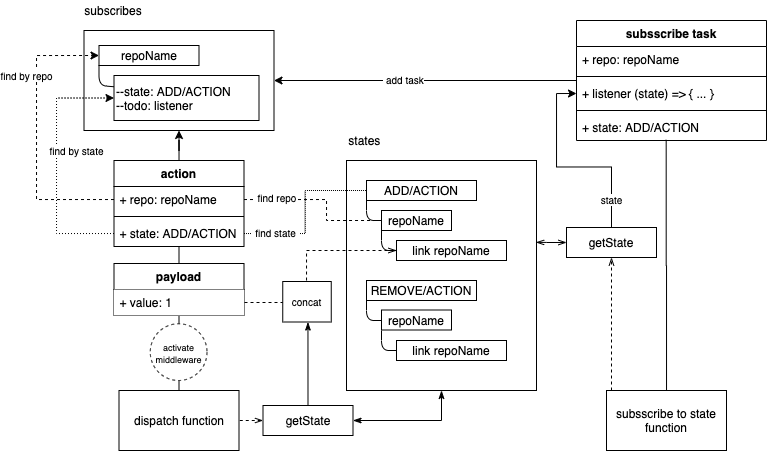 subscribes
repoName
--state: ADD/ACTION
--todo: listener
find by repo
find by state
add task
subsscribe task
+ repo: repoName
+ listener (state) => { ... }
+ state: ADD/ACTION
action
+ repo: repoName
+ state: ADD/ACTION
find repo
find state
states
ADD/ACTION
repoName
link repoName
REMOVE/ACTION
repoName
link repoName
state
getState
payload
+ value: 1
concat
activate
middleware
dispatch function
getState
subsscribe to state
function